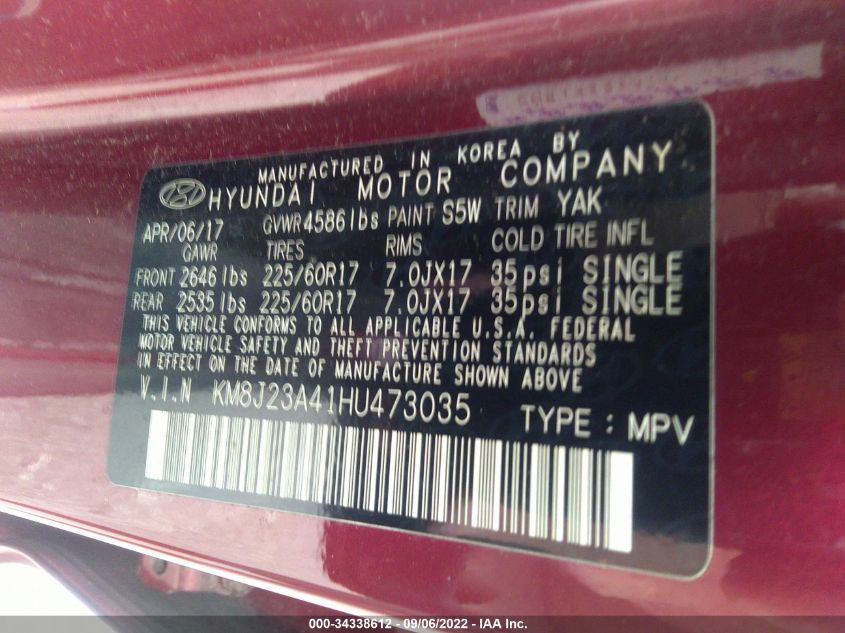 MANUFACTURED IN KOREA BY
HYUNDAI MOTOR COMPANY
APR/06/17 GVWR 4586 lbs PAINT S5W TRIM YAK
GAWR TIRES RIMS COLD TIRE INFL
FRONT 2646 lbs 225/60R17 7.0JX17 35psi SINGLE
REAR 2535 lbs 225/60R17 7.0JX17 35psi SINGLE
THIS VEHICLE CONFORMS TO ALL APPLICABLE U.S.A. FEDERAL
MOTOR VEHICLE SAFETY AND THEFT PREVENTION STANDARDS
IN EFFECT ON THE DATE OF MANUFACTURE SHOWN ABOVE
V.I.N KM8J23A41HU473035 TYPE : MPV
000-34338612 - 09/06/2022 - IAA Inc.